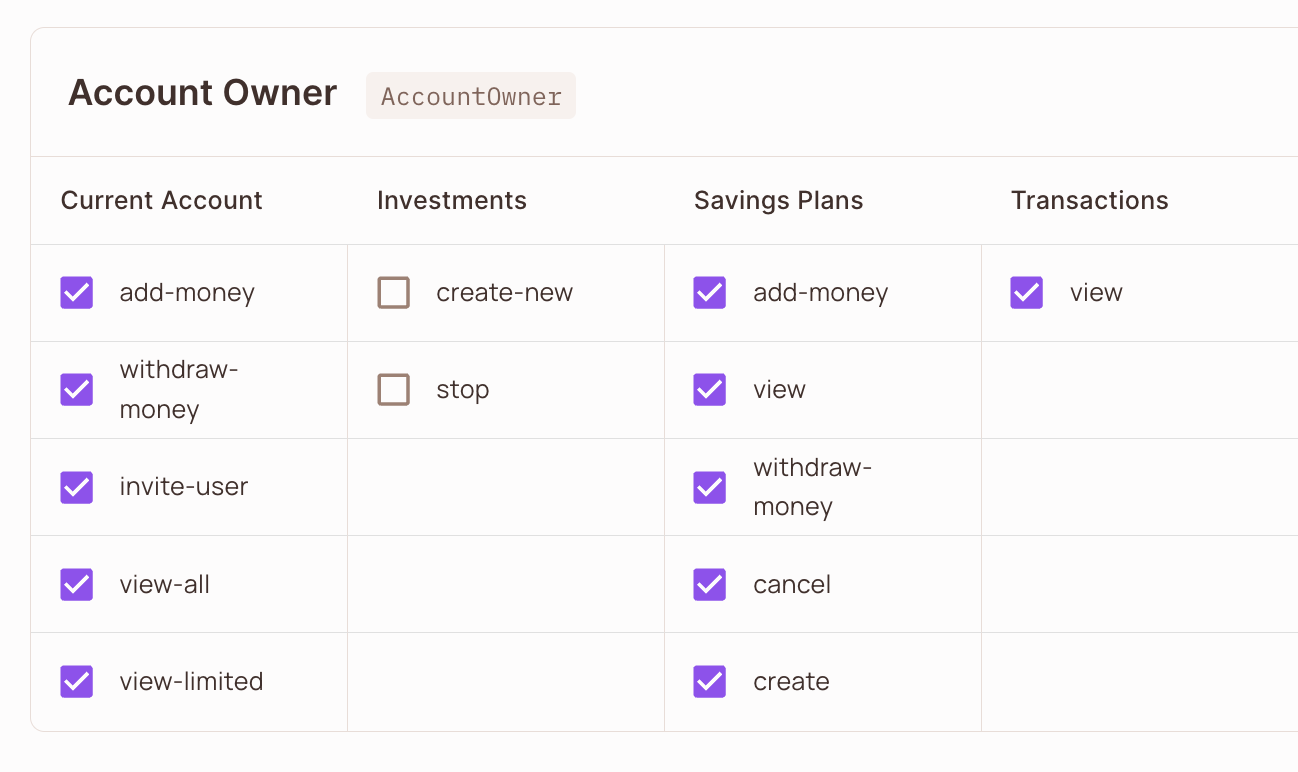 Account Owner AccountOwner
Current Account Investments Savings Plans Transactions
add-money create-new add-money view
withdraw-
money stop view
invite-user withdraw-
money
view-all cancel
view-limited create